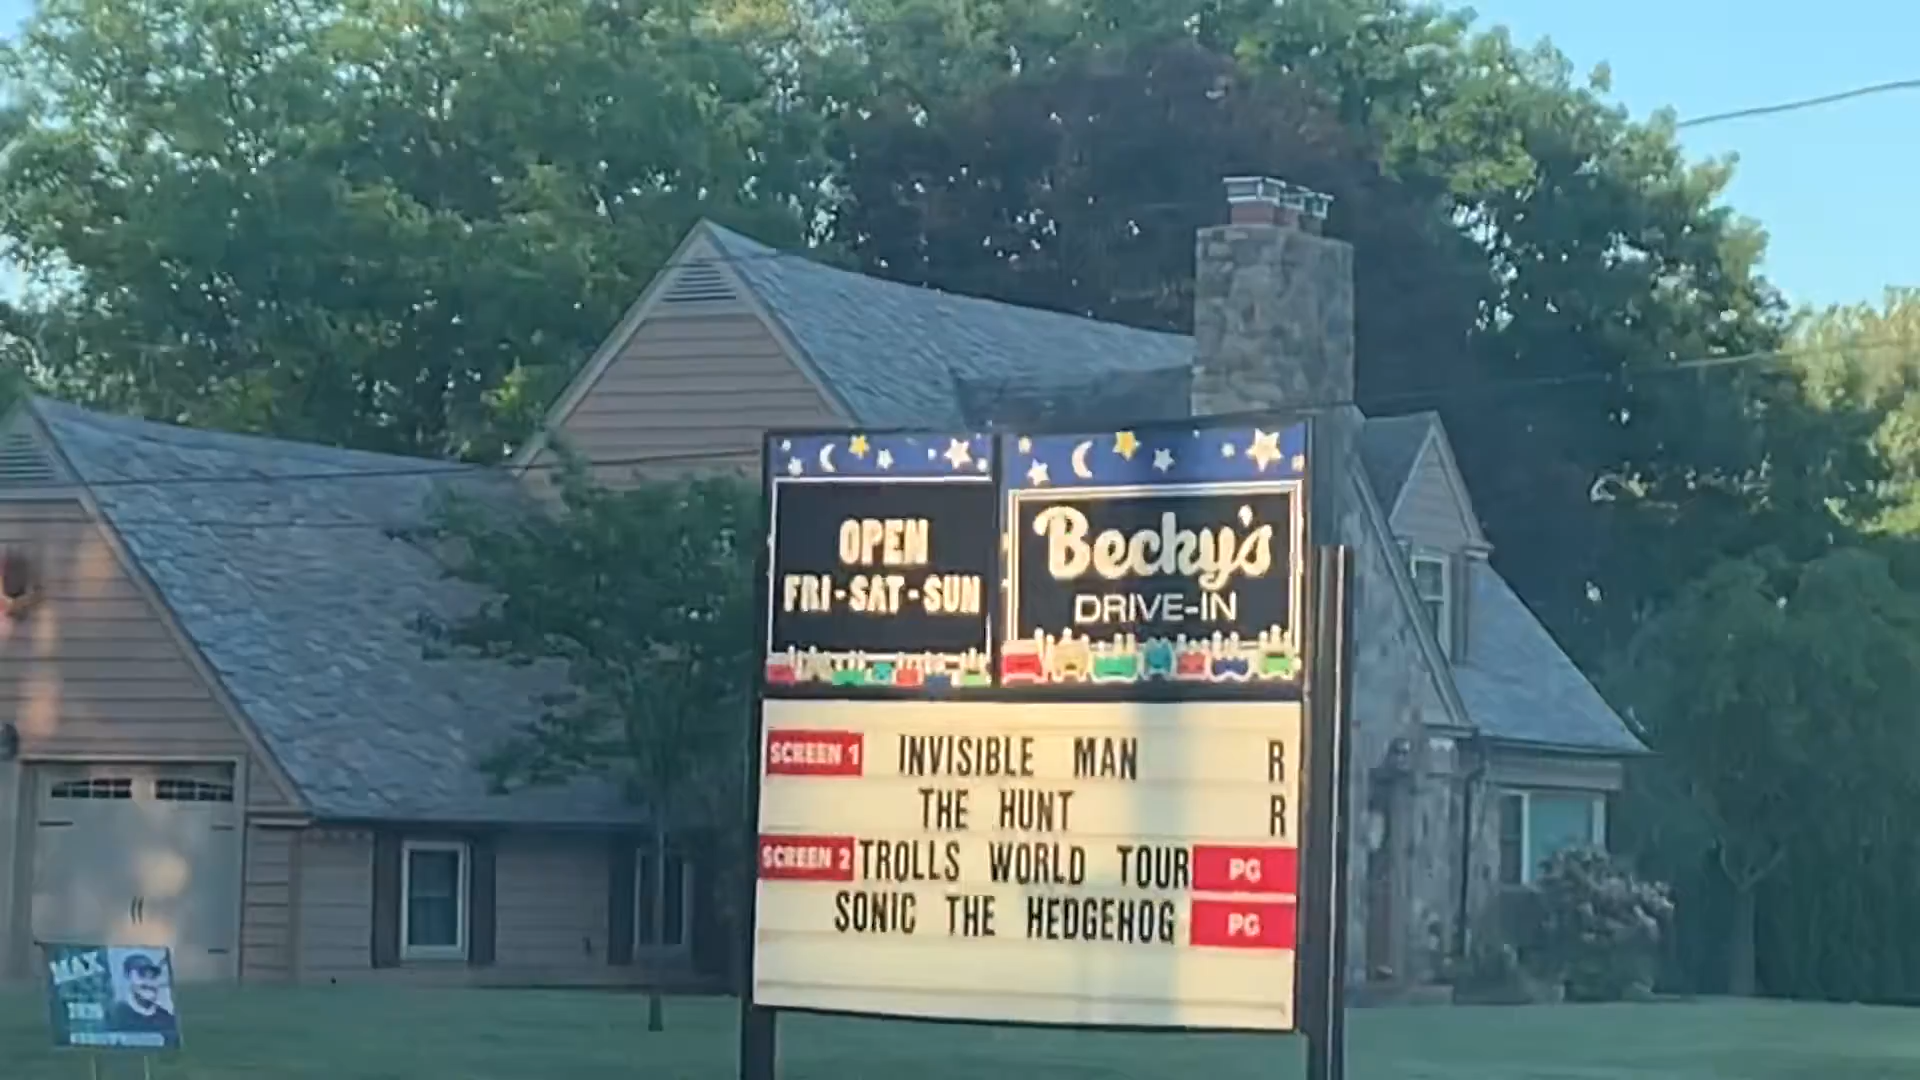 OPEN
FRI-SAT-SUN
Becky's
DRIVE-IN
SCREEN 1 INVISIBLE MAN R
THE HUNT R
SCREEN 2 TROLLS WORLD TOUR PG
SONIC THE HEDGEHOG PG
MAX